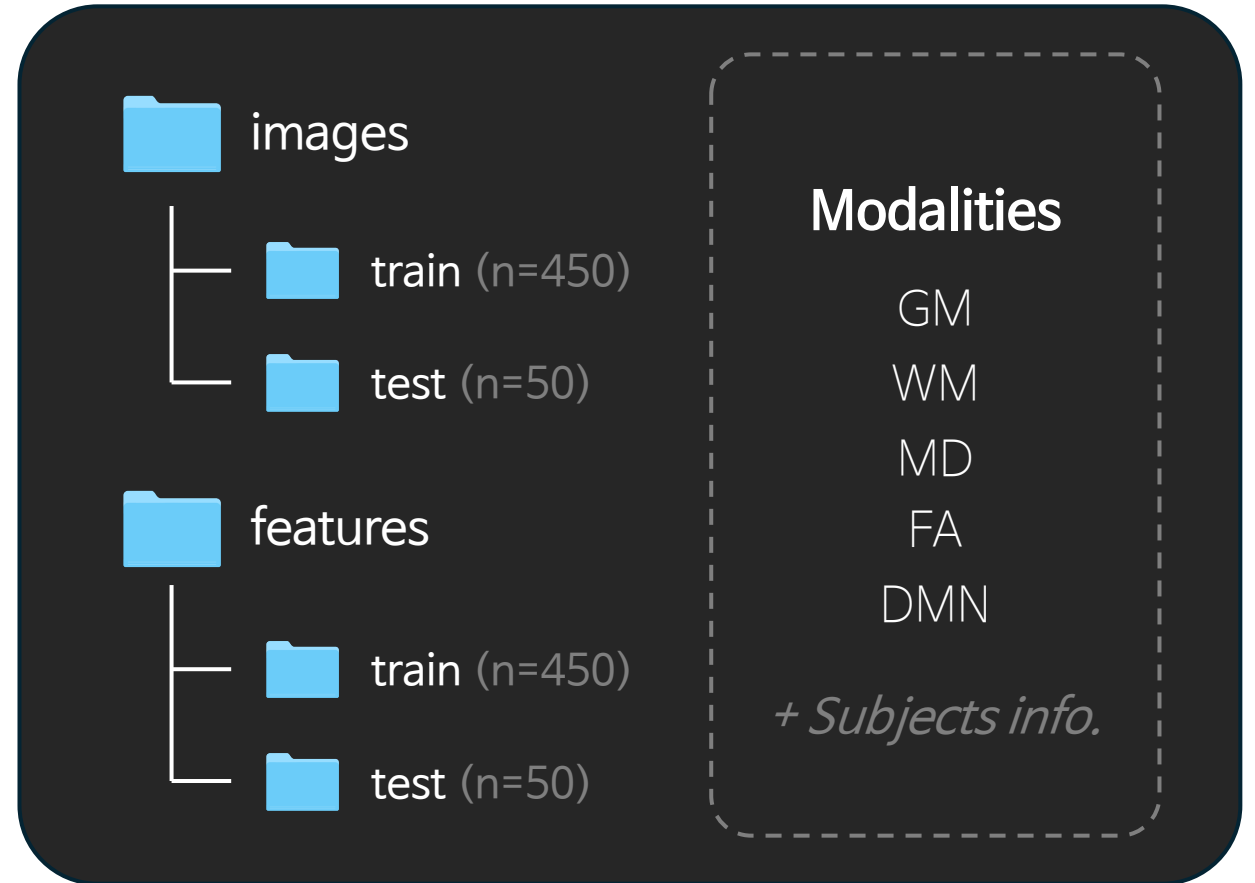 images
train (n=450)
test (n=50)
features
train (n=450)
test (n=50)
Modalities
GM
WM
MD
FA
DMN
+ Subjects info.